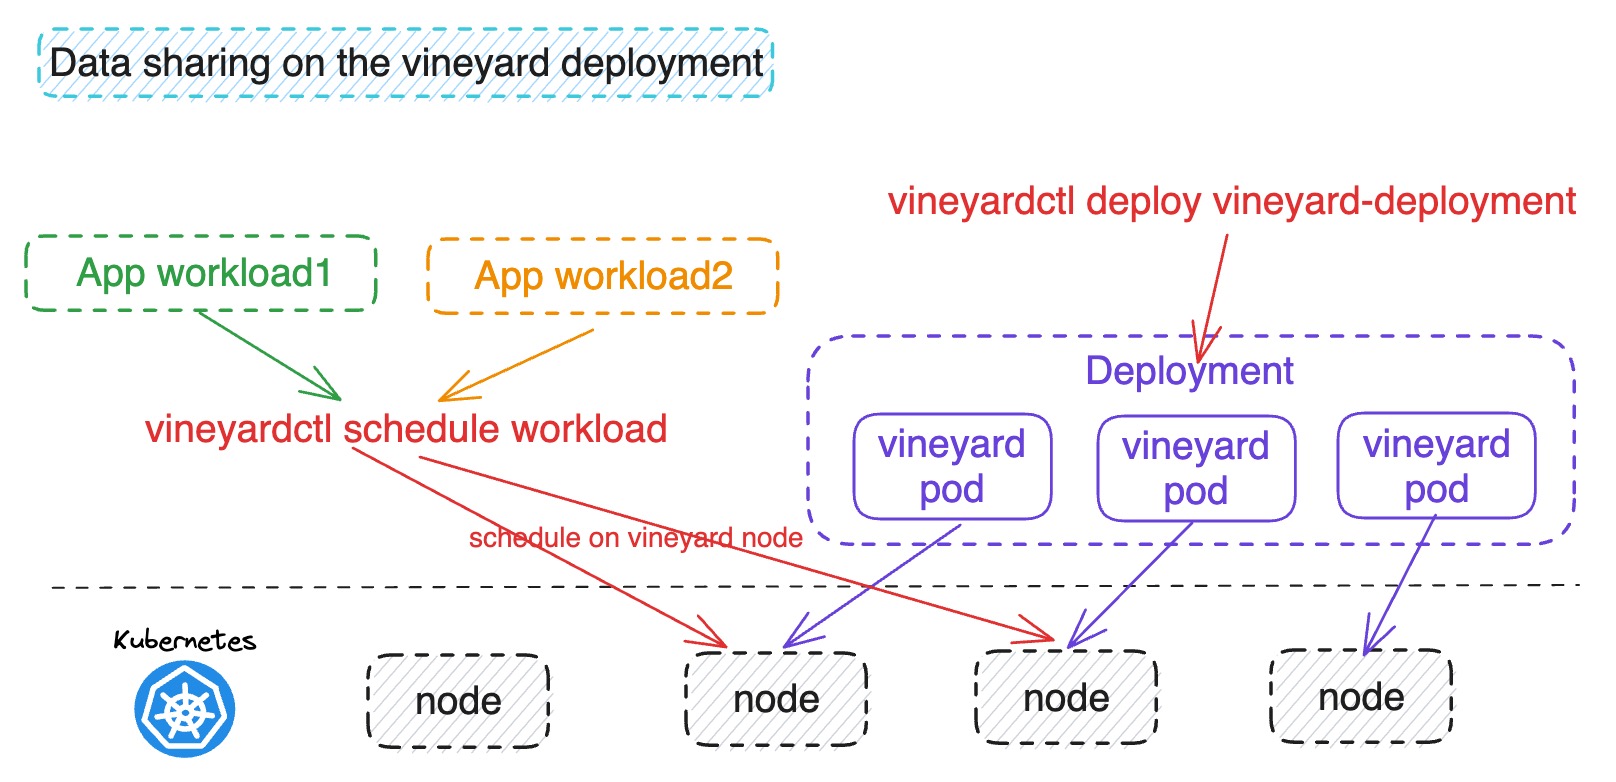 Data sharing on the vineyard deployment
vineyardctl deploy vineyard-deployment
App workload1
App workload2
Deployment
vineyardctl schedule workload
vineyard
pod
vineyard
pod
vineyard
pod
schedule on vineyard node
Kubernetes
node
node
node
node